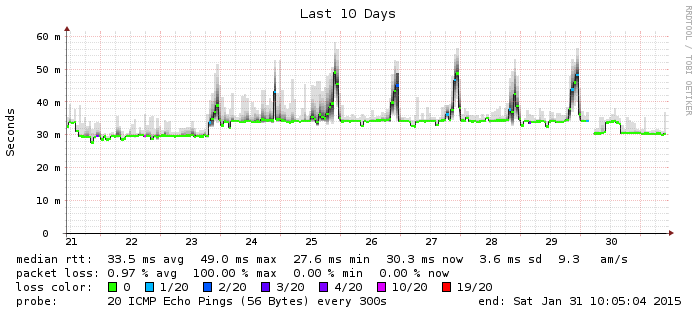 Last 10 Days
RRDTOOL / TOBI OETIKER
Seconds
60 m
50 m
40 m
30 m
20 m
10 m
0
21 22 23 24 25 26 27 28 29 30
median rtt: 33.5 ms avg 49.0 ms max 27.6 ms min 30.3 ms now 3.6 ms sd 9.3 am/s
packet loss: 0.97 % avg 100.00 % max 0.00 % min 0.00 % now
loss color: 0 1/20 2/20 3/20 4/20 10/20 19/20
probe: 20 ICMP Echo Pings (56 Bytes) every 300s end: Sat Jan 31 10:05:04 2015